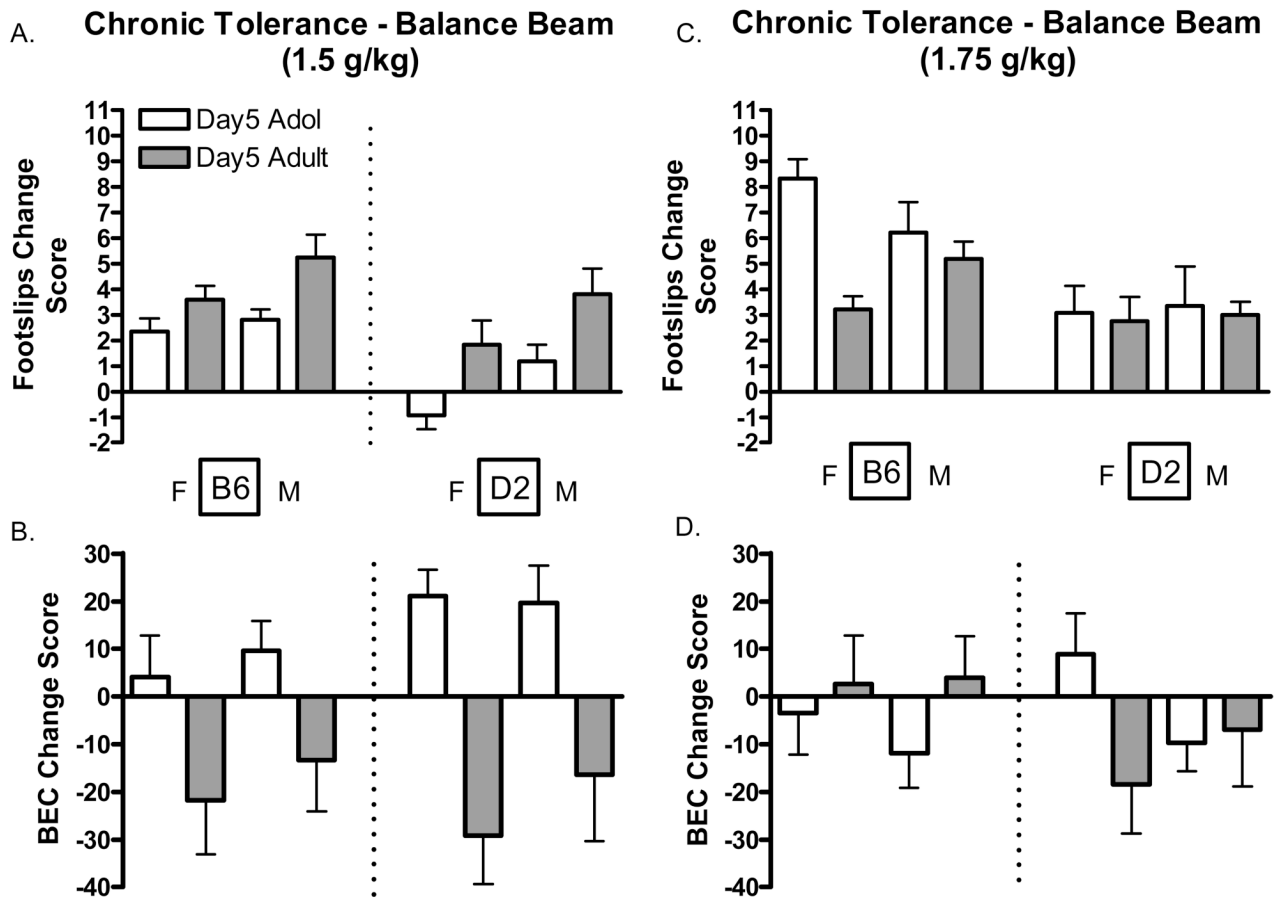 A.
Chronic Tolerance - Balance Beam
(1.5 g/kg)
Footslips Change
Score
11
10
9
8
7
6
5
4
3
2
1
0
-1
-2
Day5 Adol
Day5 Adult
F B6 M
F D2 M
B.
BEC Change Score
30
20
10
0
-10
-20
-30
-40
C.
Chronic Tolerance - Balance Beam
(1.75 g/kg)
Footslips Change
Score
11
10
9
8
7
6
5
4
3
2
1
0
-1
-2
F B6 M
F D2 M
D.
BEC Change Score
30
20
10
0
-10
-20
-30
-40